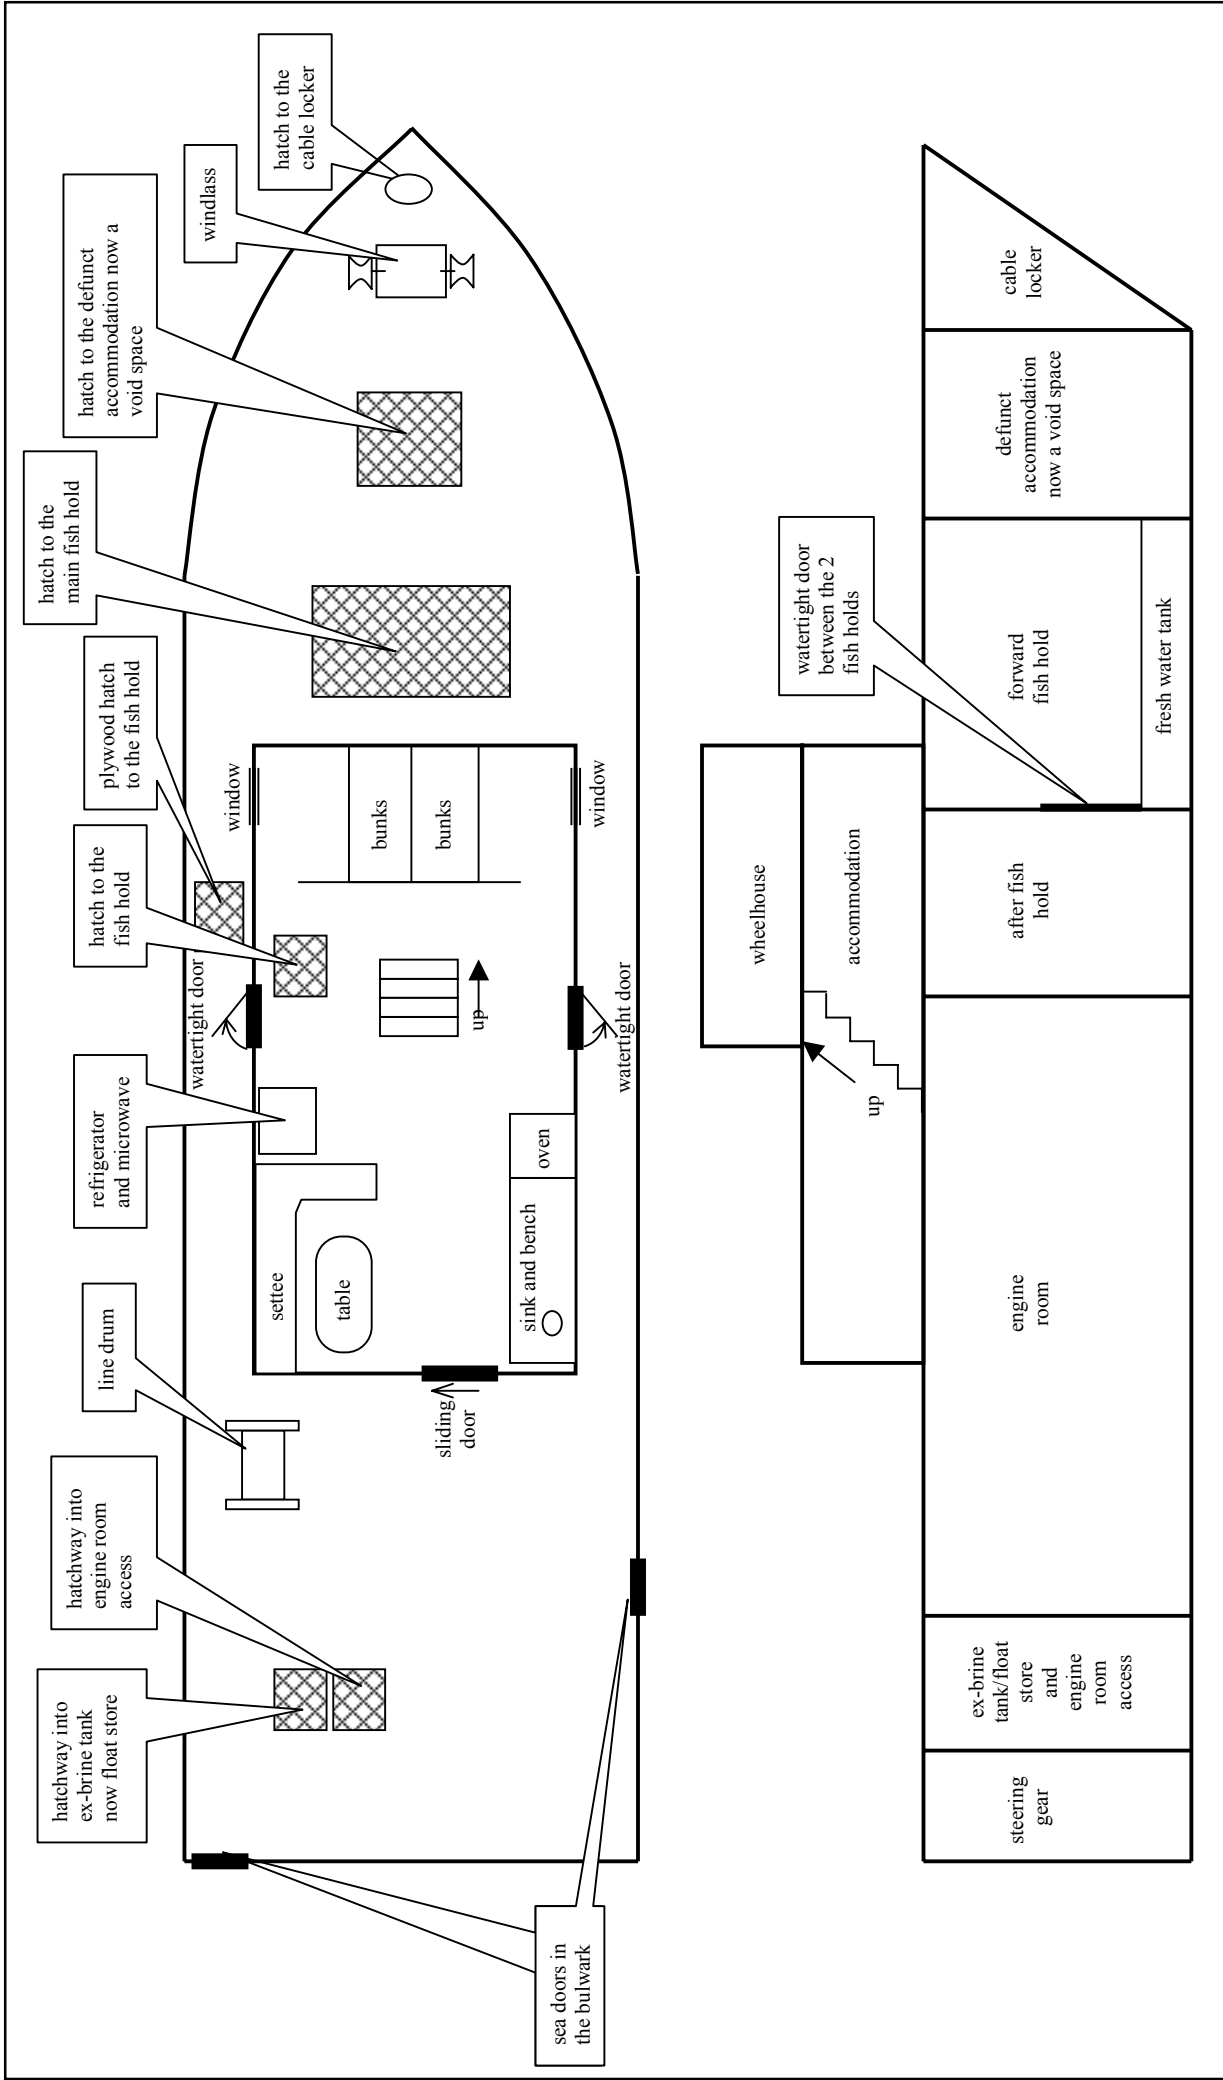 hatchway into
ex-brine tank
now float store
hatchway into
engine room
access
line drum
refrigerator
and microwave
hatch to the
fish hold
plywood hatch
to the fish hold
hatch to the
main fish hold
hatch to the defunct
accommodation now a
void space
windlass
hatch to the
cable locker
watertight door
window
settee
table
bunks
bunks
up
sliding
door
sink and bench
oven
watertight door
window
sea doors in
the bulwark
watertight door
between the 2
fish holds
wheelhouse
accommodation
up
steering
gear
ex-brine
tank/float
store
and
engine
room
access
engine
room
after fish
hold
forward
fish hold
fresh water tank
defunct
accommodation
now a void space
cable
locker